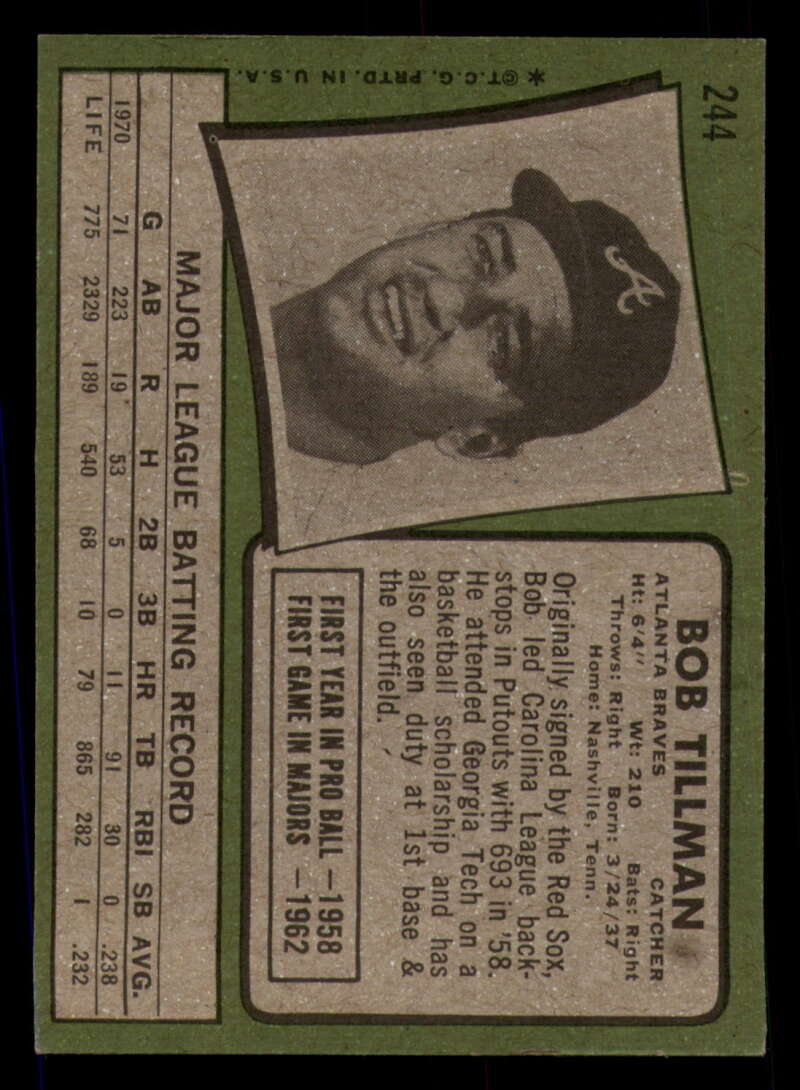 244
BOB TILLMAN
ATLANTA BRAVES CATCHER
Ht: 6'4" Wt: 210 Bats: Right
Throws: Right Born: 3/24/37
Home: Nashville, Tenn.
Originally signed by the Red Sox,
Bob led Carolina League back-
stops in Putouts with 693 in '58.
He attended Georgia Tech on a
basketball scholarship and has
also seen duty at 1st base &
the outfield.
FIRST YEAR IN PRO BALL —1958
FIRST GAME IN MAJORS —1962
A
*©T.C.G. PRTD. IN U.S.A.
MAJOR LEAGUE BATTING RECORD
G AB R H 2B 3B HR TB RBI SB AVG.
1970 71 223 19 53 5 0 11 91 30 0 .238
LIFE 775 2329 189 540 68 10 79 865 282 1 .232